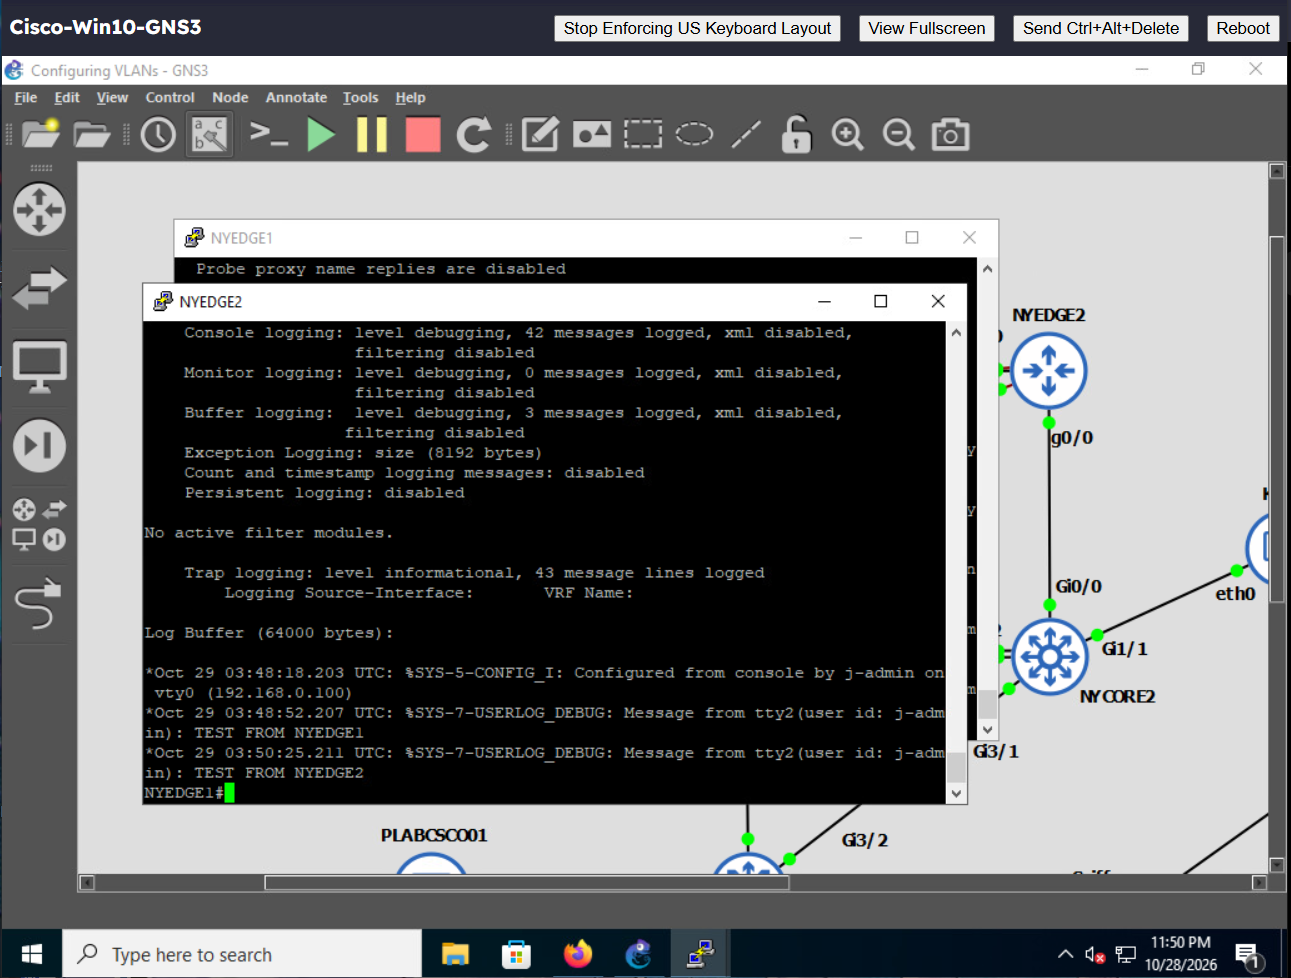 Cisco-Win10-GNS3
Stop Enforcing US Keyboard Layout
View Fullscreen
Send Ctrl+Alt+Delete
Reboot
Configuring VLANs - GNS3
File Edit View Control Node Annotate Tools Help
NYEDGE1
Probe proxy name replies are disabled
NYEDGE2
Console logging: level debugging, 42 messages logged, xml disabled,
filtering disabled
Monitor logging: level debugging, 0 messages logged, xml disabled,
filtering disabled
Buffer logging: level debugging, 3 messages logged, xml disabled,
filtering disabled
Exception Logging: size (8192 bytes)
Count and timestamp logging messages: disabled
Persistent logging: disabled
No active filter modules.
Trap logging: level informational, 43 message lines logged
Logging Source-Interface: VRF Name:
Log Buffer (64000 bytes):
*Oct 29 03:48:18.203 UTC: %SYS-5-CONFIG_I: Configured from console by j-admin on
vty0 (192.168.0.100)
*Oct 29 03:48:52.207 UTC: %SYS-7-USERLOG_DEBUG: Message from tty2(user id: j-adm
in): TEST FROM NYEDGE1
*Oct 29 03:50:25.211 UTC: %SYS-7-USERLOG_DEBUG: Message from tty2(user id: j-adm
in): TEST FROM NYEDGE2
NYEDGE1#
NYEDGE2
g0/0
Gi0/0
eth0
Gi1/1
NYCORE2
Gi3/1
PLABCSCO01
Gi3/2
Type here to search
11:50 PM
10/28/2026
1